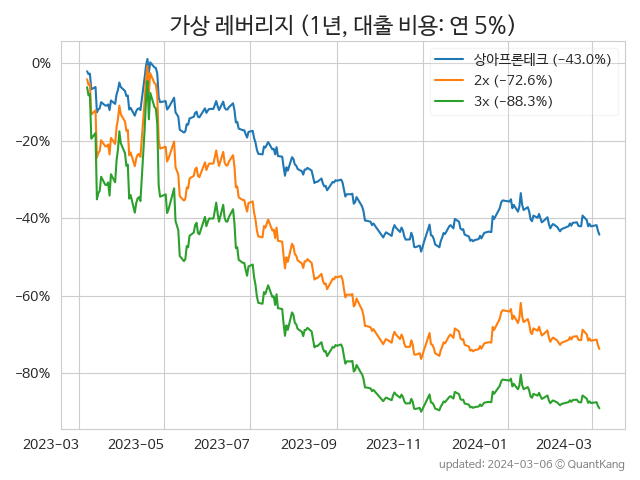 가상 레버리지 (1년, 대출 비용: 연 5%)
상아프론테크 (−43.0%)
2x (−72.6%)
3x (−88.3%)
0%
−20%
−40%
−60%
−80%
2023-03 2023-05 2023-07 2023-09 2023-11 2024-01 2024-03
updated: 2024-03-06 © QuantKang